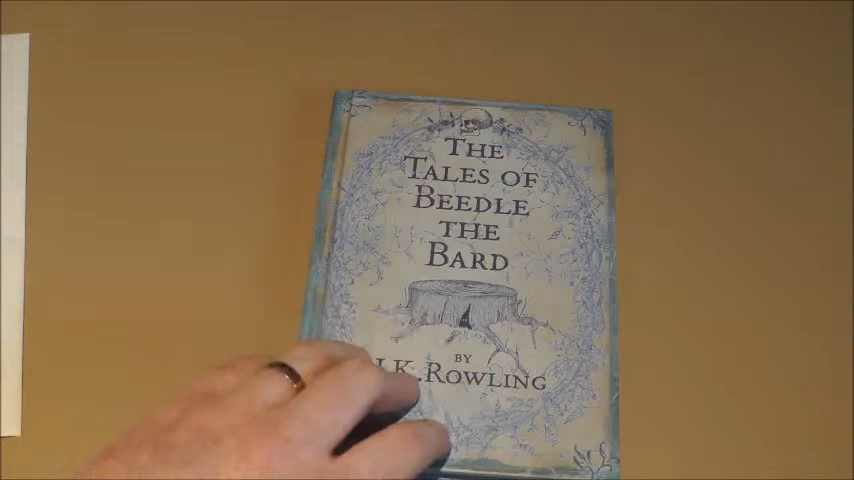 The
Tales of
Beedle
the
Bard
by
J.K. Rowling